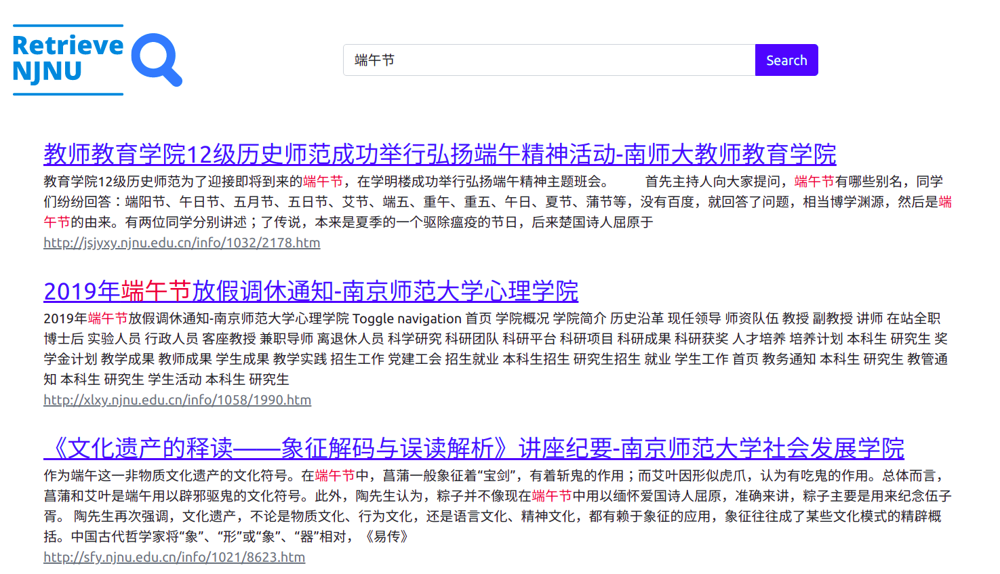 Retrieve
NJNU
端午节
Search
教师教育学院12级历史师范成功举行弘扬端午精神活动-南师大教师教育学院
教育学院12级历史师范为了迎接即将到来的端午节，在学明楼成功举行弘扬端午精神主题班会。 首先主持人向大家提问，端午节有哪些别名，同学
们纷纷回答：端阳节、午日节、五月节、五日节、艾节、端五、重午、重五、午日、夏节、蒲节等，没有百度，就回答了问题，相当博学渊源，然后是端
午节的由来。有两位同学分别讲述；了传说，本来是夏季的一个驱除瘟疫的节日，后来楚国诗人屈原于
http://jsjyxy.njnu.edu.cn/info/1032/2178.htm
2019年端午节放假调休通知-南京师范大学心理学院
2019年端午节放假调休通知-南京师范大学心理学院 Toggle navigation 首页 学院概况 学院简介 历史沿革 现任领导 师资队伍 教授 副教授 讲师 在站全职
博士后 实验人员 行政人员 客座教授 兼职导师 离退休人员 科学研究 科研团队 科研平台 科研项目 科研成果 科研获奖 人才培养 培养计划 本科生 研究生 奖
学金计划 教学成果 教师成果 学生成果 教学实践 招生工作 党建工会 招生就业 本科生招生 研究生招生 就业 学生工作 首页 教务通知 本科生 研究生 教管通
知 本科生 研究生 学生活动 本科生 研究生
http://xlxy.njnu.edu.cn/info/1058/1990.htm
《文化遗产的释读——象征解码与误读解析》讲座纪要-南京师范大学社会发展学院
作为端午这一非物质文化遗产的文化符号。在端午节中，菖蒲一般象征着“宝剑”，有着斩鬼的作用；而艾叶因形似虎爪，认为有吃鬼的作用。总体而言，
菖蒲和艾叶是端午用以辟邪驱鬼的文化符号。此外，陶先生认为，粽子并不像现在端午节中用以缅怀爱国诗人屈原，准确来讲，粽子主要是用来纪念伍子
胥。 陶先生再次强调，文化遗产，不论是物质文化、行为文化，还是语言文化、精神文化，都有赖于象征的应用，象征往往成了某些文化模式的精辟概
括。中国古代哲学家将“象”、“形”或“象”、“器”相对，《易传》
http://sfy.njnu.edu.cn/info/1021/8623.htm